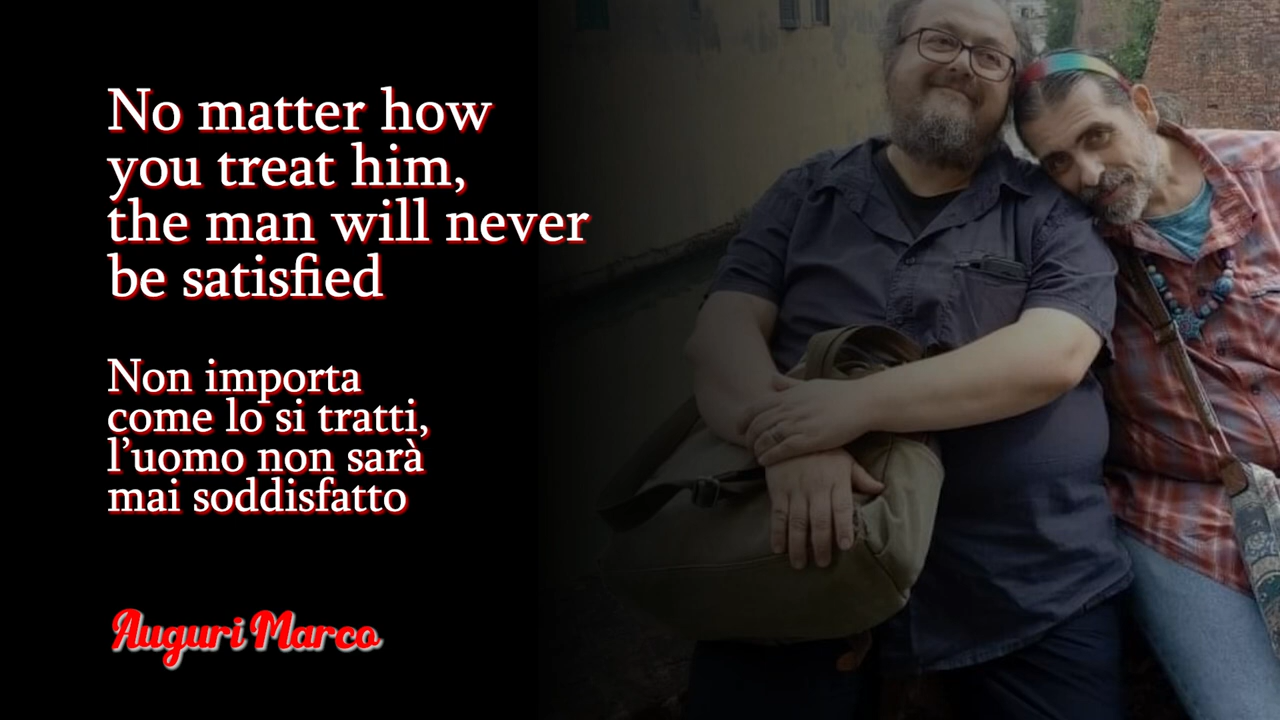 No matter how
you treat him,
the man will never
be satisfied
Non importa
come lo si tratti,
l’uomo non sarà
mai soddisfatto
Auguri Marco